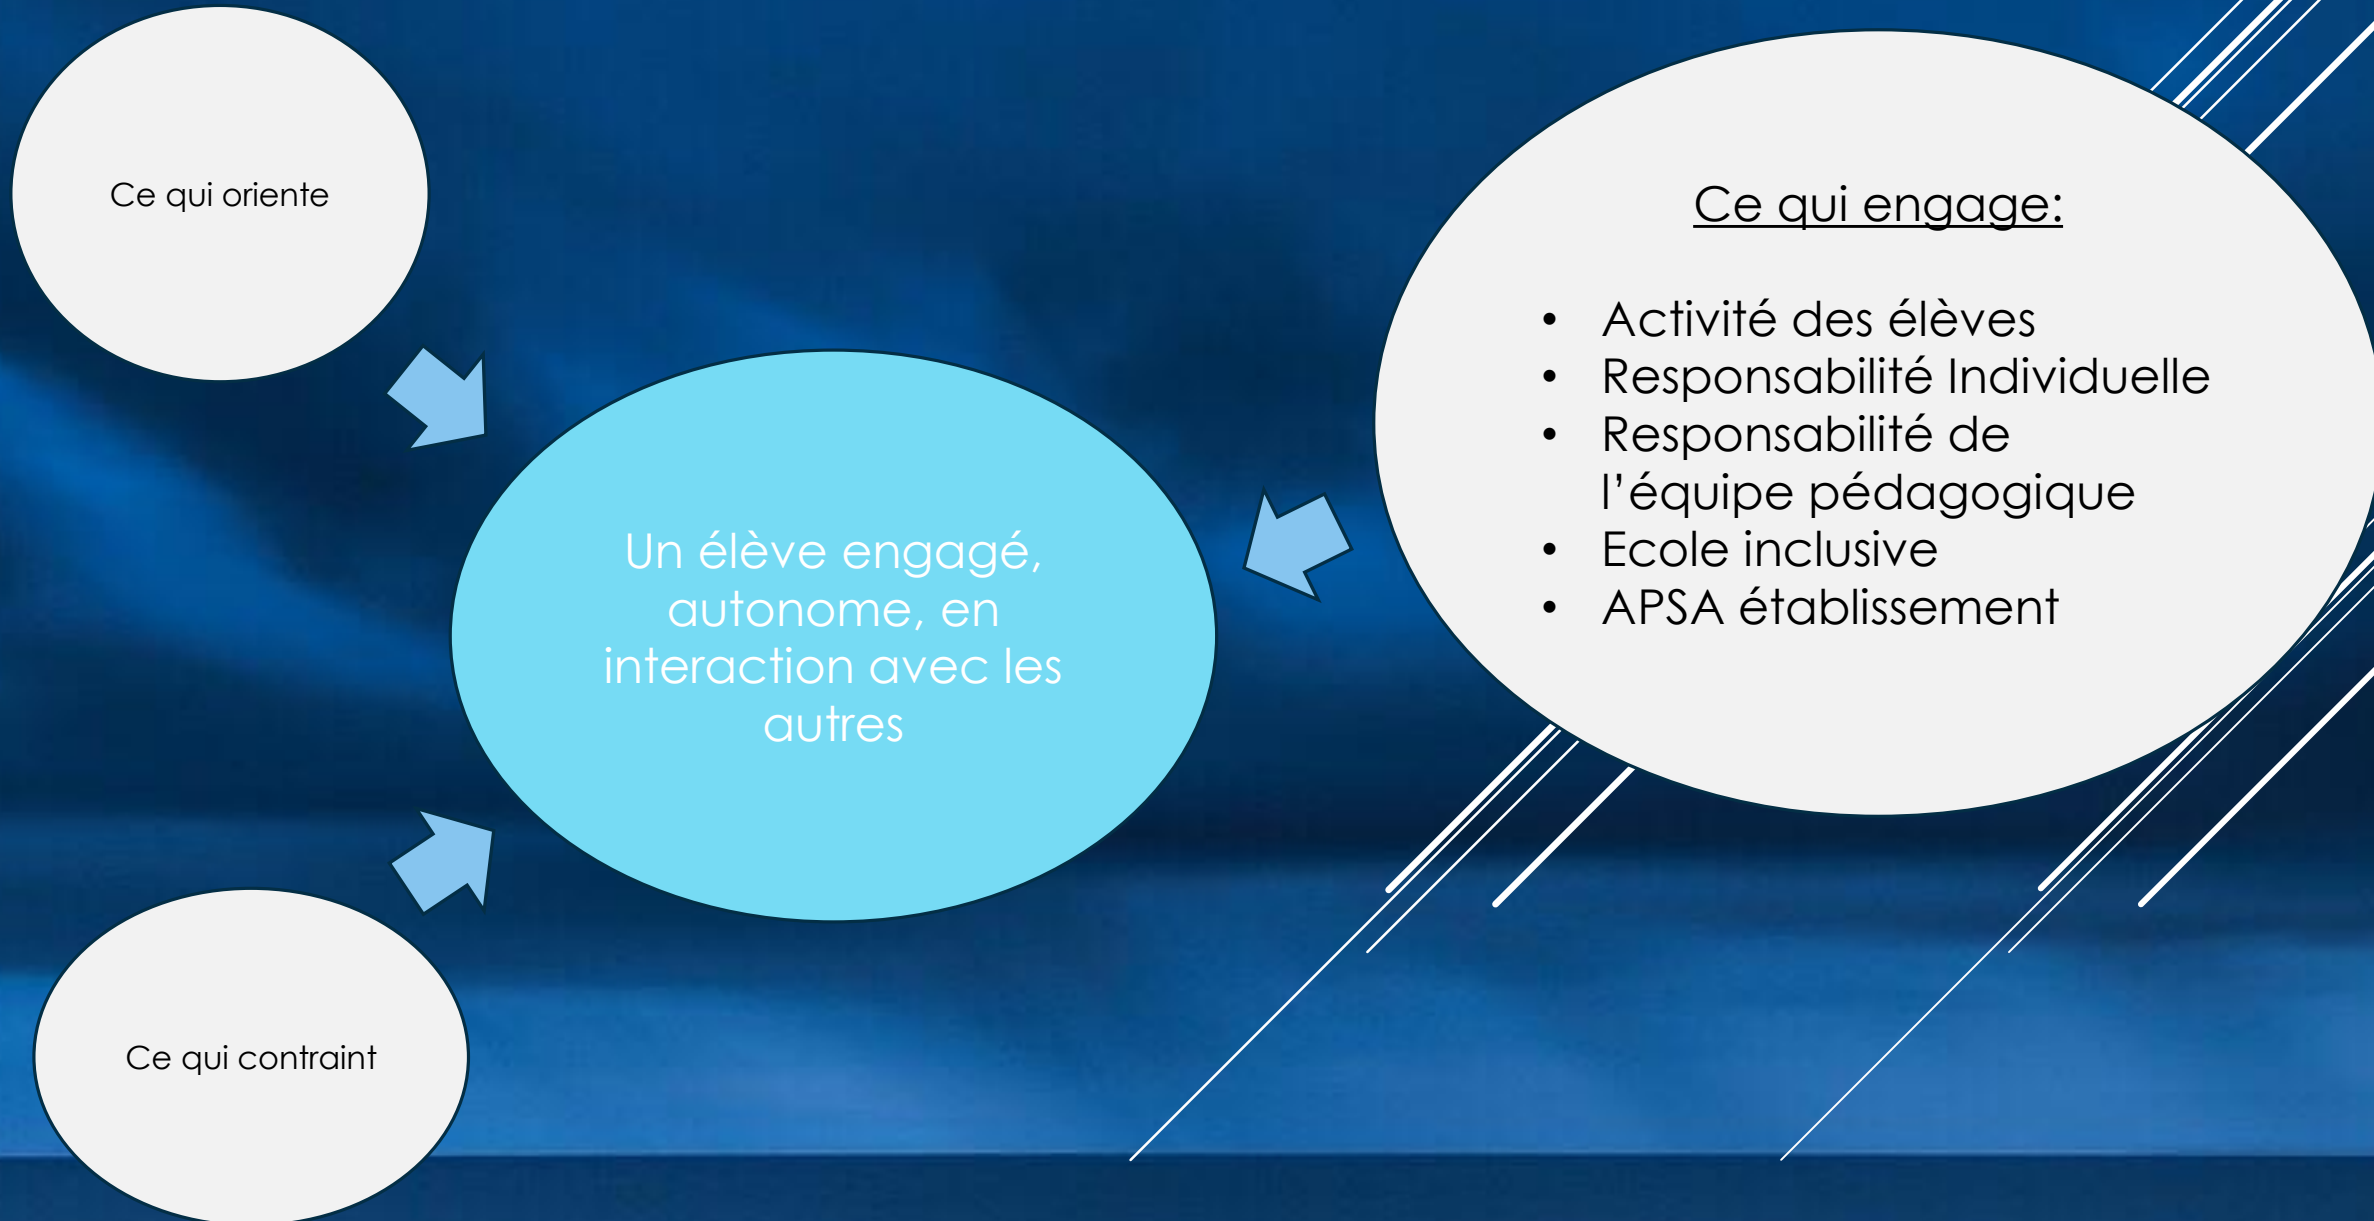 Ce qui oriente
Ce qui engage:
• Activité des élèves
• Responsabilité Individuelle
• Responsabilité de
l’équipe pédagogique
• Ecole inclusive
• APSA établissement
Un élève engagé,
autonome, en
interaction avec les
autres
Ce qui contraint